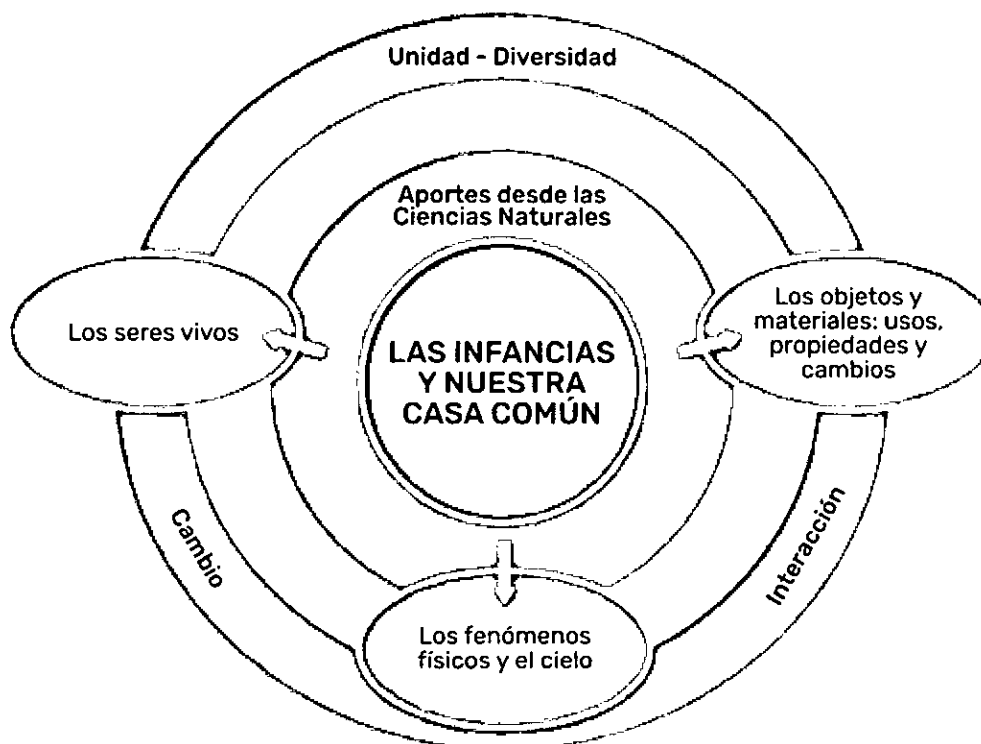 Unidad - Diversidad
Aportes desde las
Ciencias Naturales
Los seres vivos
LAS INFANCIAS
Y NUESTRA
CASA COMÚN
Los objetos y
materiales: usos,
propiedades y
cambios
Cambio
Interacción
Los fenómenos
físicos y el cielo